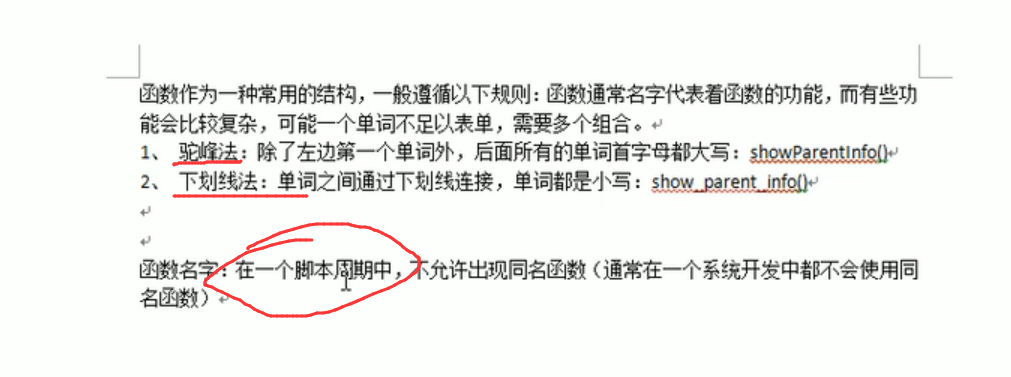 函数作为一种常用的结构，一般遵循以下规则：函数通常名字代表着函数的功能，而有些功
能会比较复杂，可能一个单词不足以表单，需要多个组合。
1、 驼峰法：除了左边第一个单词外，后面所有的单词首字母都大写：showParentInfo()
2、 下划线法：单词之间通过下划线连接，单词都是小写：show_parent_info()
函数名字：在一个脚本周期中，不允许出现同名函数（通常在一个系统开发中都不会使用同
名函数）